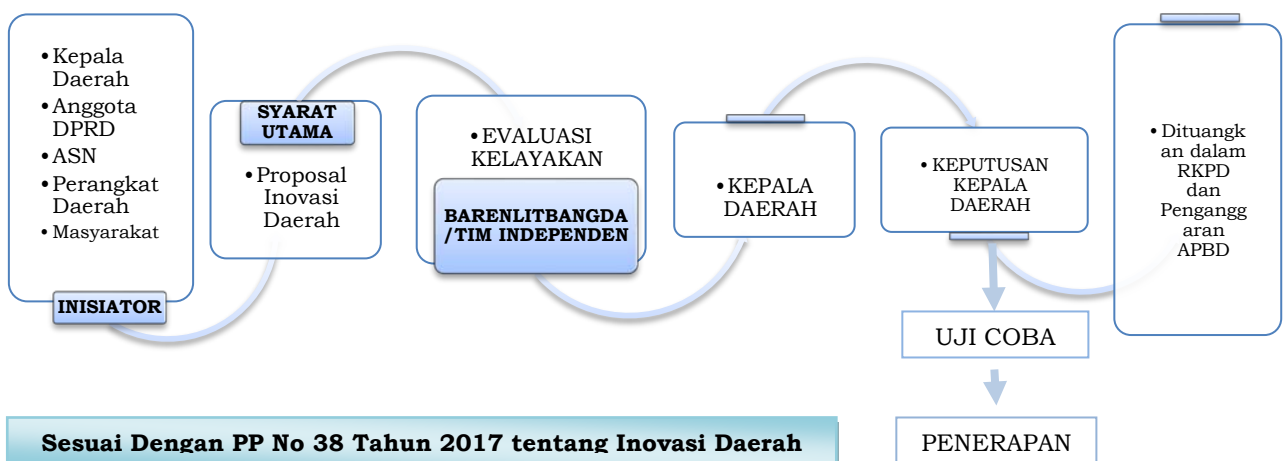 • Kepala
Daerah
• Anggota
DPRD
• ASN
• Perangkat
Daerah
• Masyarakat
INISIATOR
SYARAT
UTAMA
• Proposal
Inovasi
Daerah
• EVALUASI
KELAYAKAN
BARENLITBANGDA
/TIM INDEPENDEN
• KEPALA
DAERAH
• KEPUTUSAN
KEPALA
DAERAH
• Dituangk
an dalam
RKPD
dan
Pengangg
aran
APBD
UJI COBA
PENERAPAN
Sesuai Dengan PP No 38 Tahun 2017 tentang Inovasi Daerah